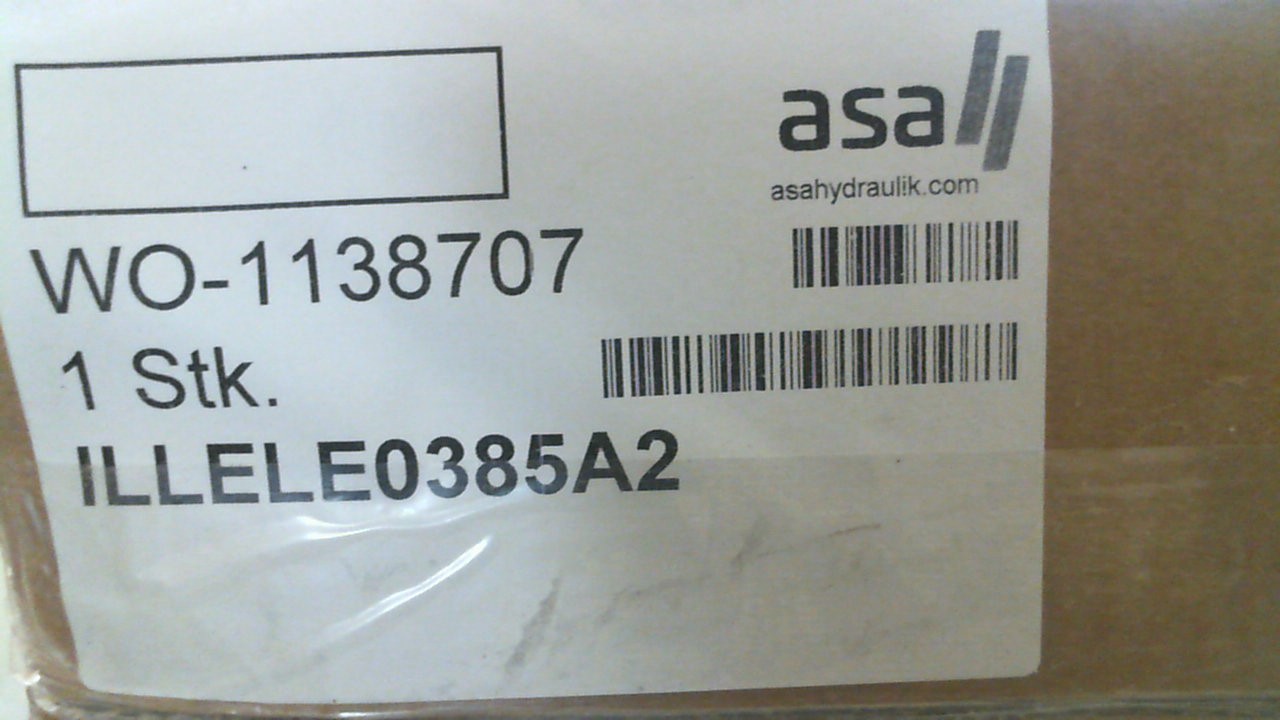 asa
asahydraulik.com
WO-1138707
1 Stk.
ILLELE0385A2